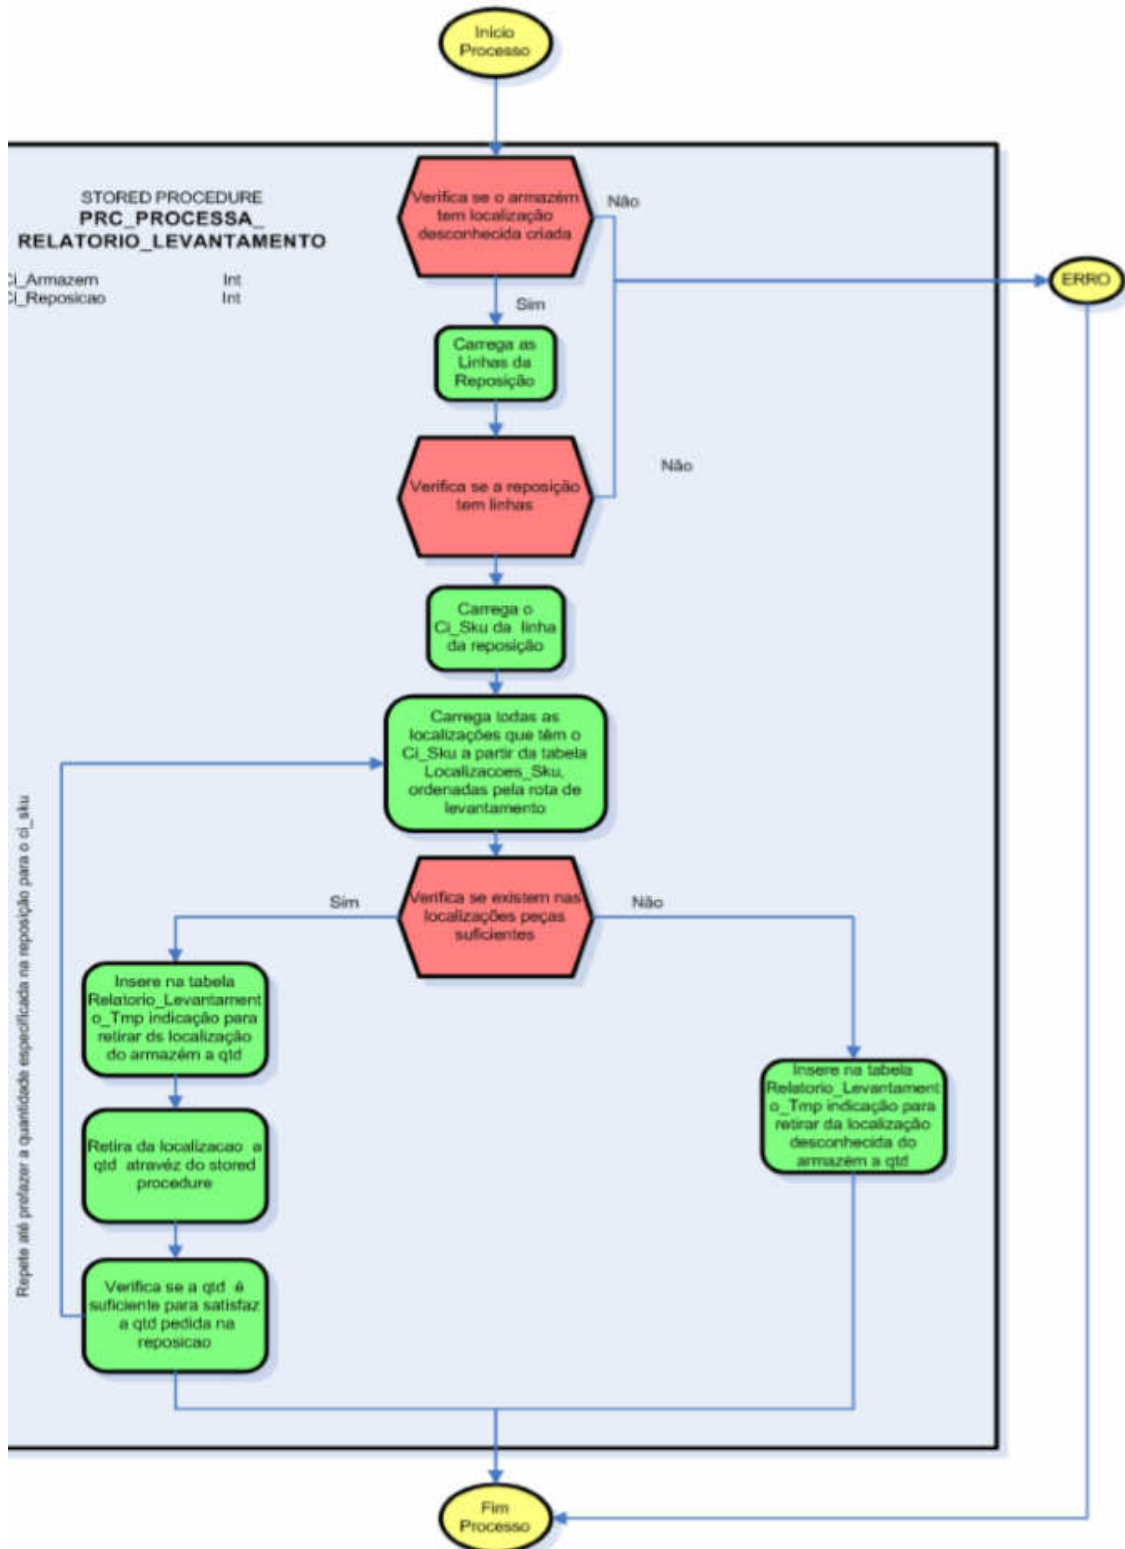 Inicio
Processo
STORED PROCEDURE
PRC_PROCESSA_
RELATORIO_LEVANTAMENTO
Ci_Armazem Int
Ci_Reposicao Int
Verifica se o armazém
tem localização
desconhecida criada
Não
ERRO
Sim
Carrega as
Linhas da
Reposição
Verifica se a reposição
tem linhas
Não
Carrega o
Ci_Sku da linha
da reposição
Carrega todas as
localizações que têm o
Ci_Sku a partir da tabela
Localizacoes_Sku,
ordenadas pela rota de
levantamento
Repete até prefazer a quantidade especificada na reposição para o ci_sku
Verifica se existem nas
localizações peças
suficientes
Sim
Não
Insere na tabela
Relatorio_Levantament
o_Tmp indicação para
retirar ds localização
do armazém a qtd
Insere na tabela
Relatorio_Levantament
o_Tmp indicação para
retirar da localização
desconhecida do
armazém a qtd
Retira da localizacao a
qtd atravéz do stored
procedure
Verifica se a qtd é
suficiente para satisfaz
a qtd pedida na
reposicao
Fim
Processo